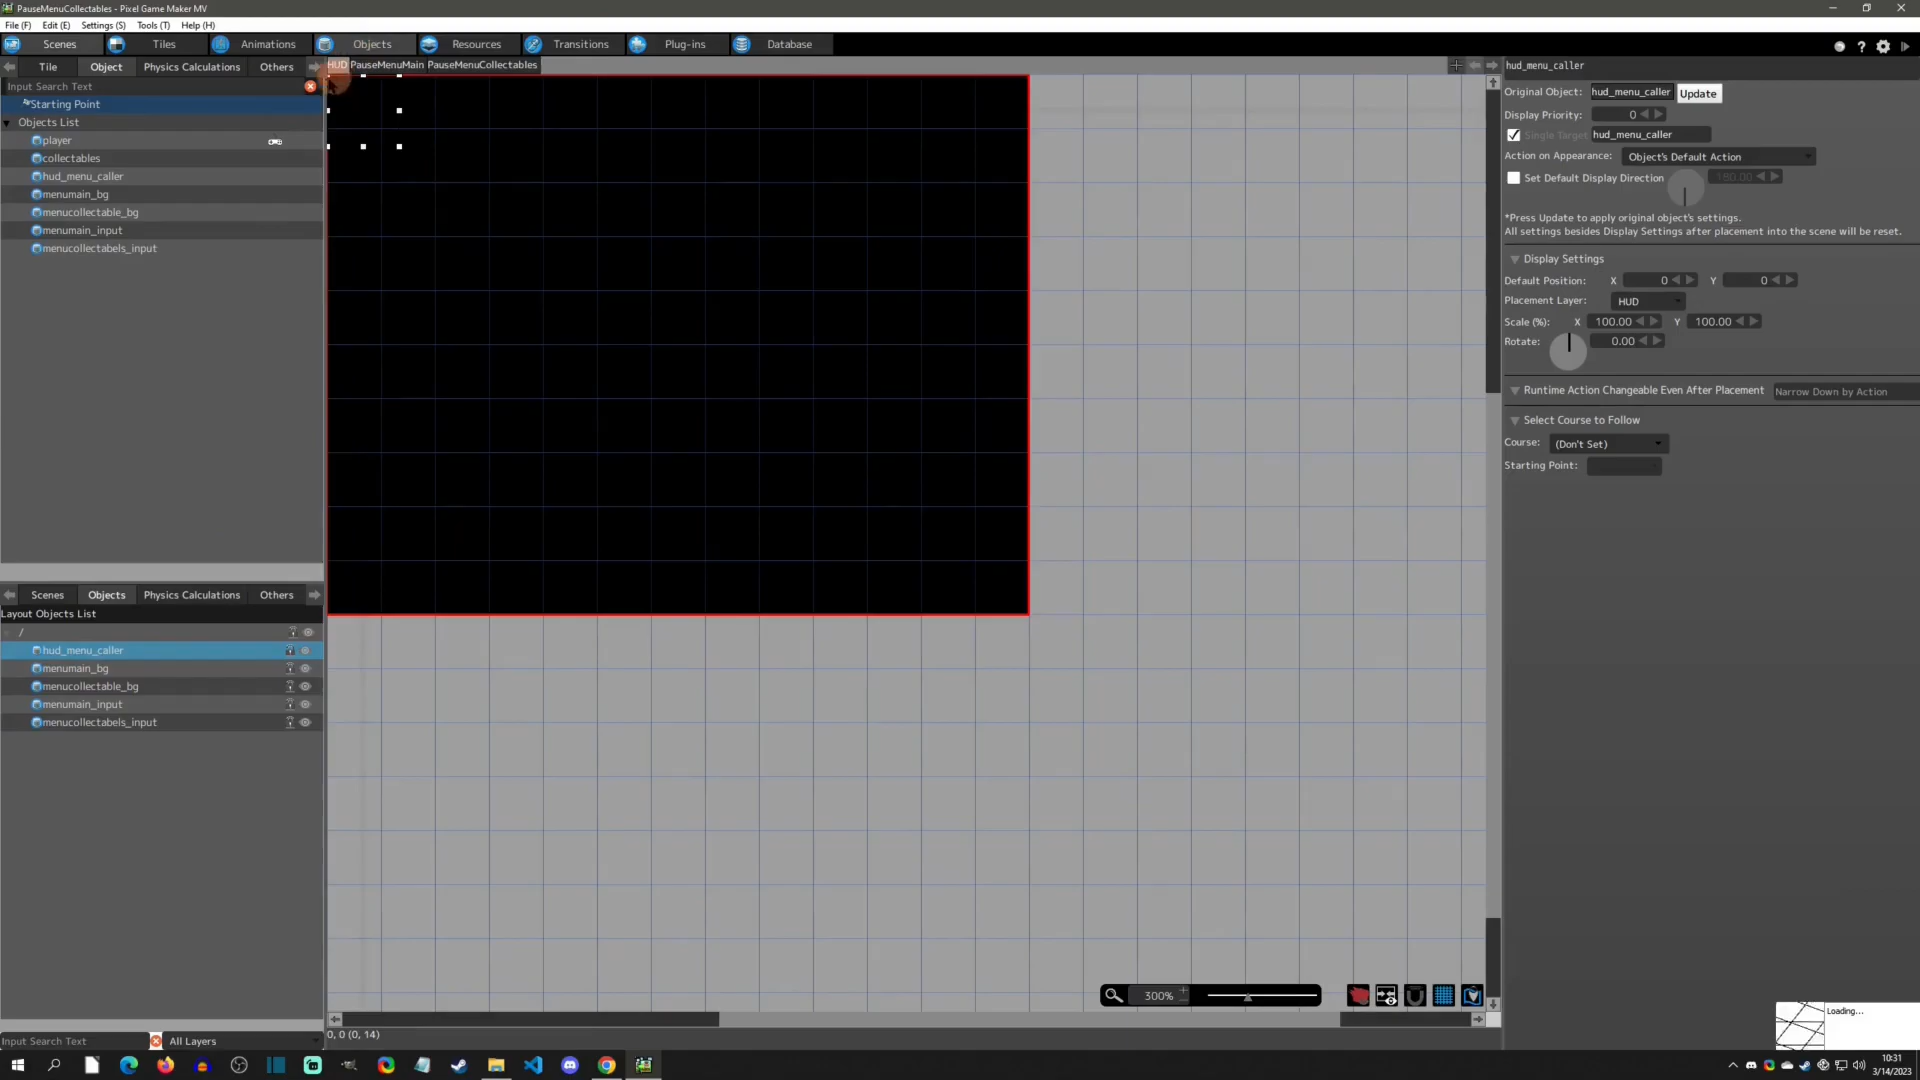 PauseMenuCollectables - Pixel Game Maker MV
File (F) Edit (E) Settings (S) Tools (T) Help (H)
Scenes Tiles Animations Objects Resources Transitions Plug-ins Database
Tile Object Physics Calculations Others
HUD PauseMenuMain PauseMenuCollectables
hud_menu_caller
Input Search Text
Starting Point
Objects List
player
collectables
hud_menu_caller
menumain_bg
menucollectable_bg
menumain_input
menucollectabels_input
Original Object: hud_menu_caller Update
Display Priority: 0
Single Target hud_menu_caller
Action on Appearance: Object's Default Action
Set Default Display Direction 180.00
*Press Update to apply original object's settings.
All settings besides Display Settings after placement into the scene will be reset.
Display Settings
Default Position: X 0 Y 0
Placement Layer: HUD
Scale (%): X 100.00 Y 100.00
Rotate: 0.00
Runtime Action Changeable Even After Placement Narrow Down by Action
Select Course to Follow
Course: (Don't Set)
Starting Point:
Scenes Objects Physics Calculations Others
Layout Objects List
/
hud_menu_caller
menumain_bg
menucollectable_bg
menumain_input
menucollectabels_input
300%
Loading...
0, 0 (0, 14)
Input Search Text All Layers
10:31
3/14/2023